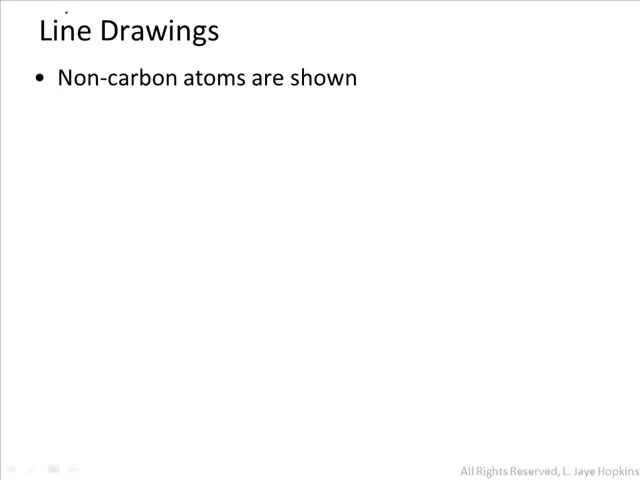 Line Drawings
• Non-carbon atoms are shown
All Rights Reserved, L. Jaye Hopkins